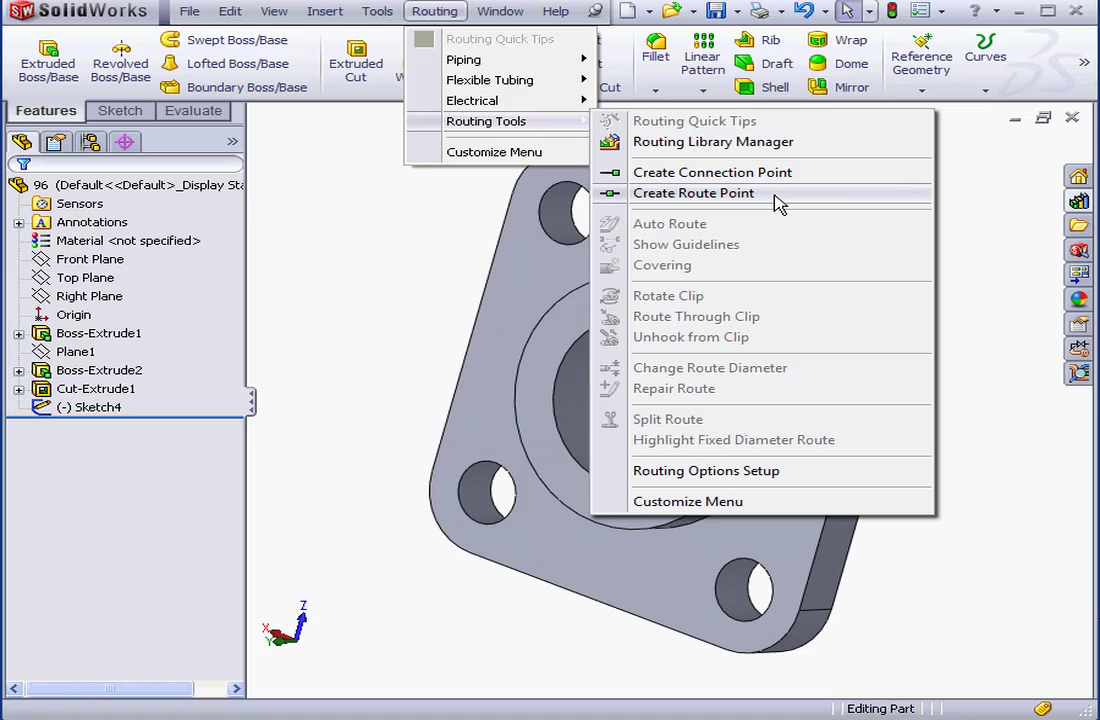 SolidWorks File Edit View Insert Tools Routing Window Help
Extruded Boss/Base
Revolved Boss/Base
Swept Boss/Base
Lofted Boss/Base
Boundary Boss/Base
Extruded Cut
Cut
Fillet
Linear Pattern
Rib
Draft
Shell
Wrap
Dome
Mirror
Reference Geometry
Curves
Features Sketch Evaluate
96 (Default<<Default>_Display Sta
Sensors
Annotations
Material <not specified>
Front Plane
Top Plane
Right Plane
Origin
Boss-Extrude1
Plane1
Boss-Extrude2
Cut-Extrude1
(-) Sketch4
Routing Quick Tips
Piping
Flexible Tubing
Electrical
Routing Tools
Customize Menu
Routing Quick Tips
Routing Library Manager
Create Connection Point
Create Route Point
Auto Route
Show Guidelines
Covering
Rotate Clip
Route Through Clip
Unhook from Clip
Change Route Diameter
Repair Route
Split Route
Highlight Fixed Diameter Route
Routing Options Setup
Customize Menu
Z
X
Y
Editing Part